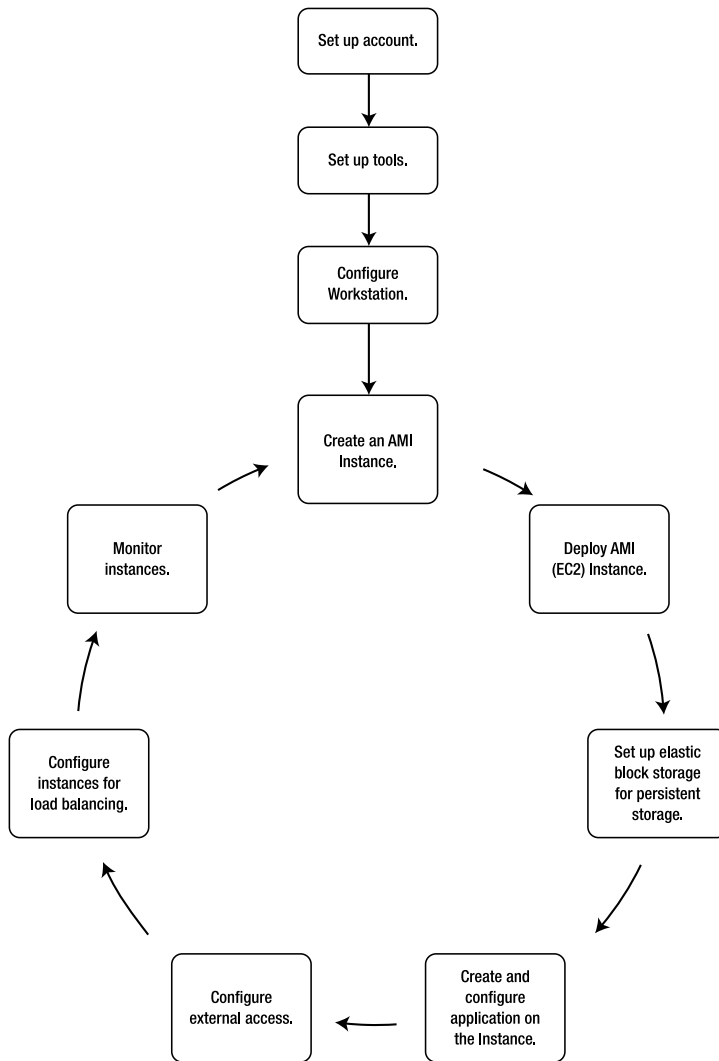 Set up account.
Set up tools.
Configure
Workstation.
Create an AMI
Instance.
Deploy AMI
(EC2) Instance.
Set up elastic
block storage
for persistent
storage.
Create and
configure
application on
the Instance.
Configure
external access.
Configure
instances for
load balancing.
Monitor
instances.